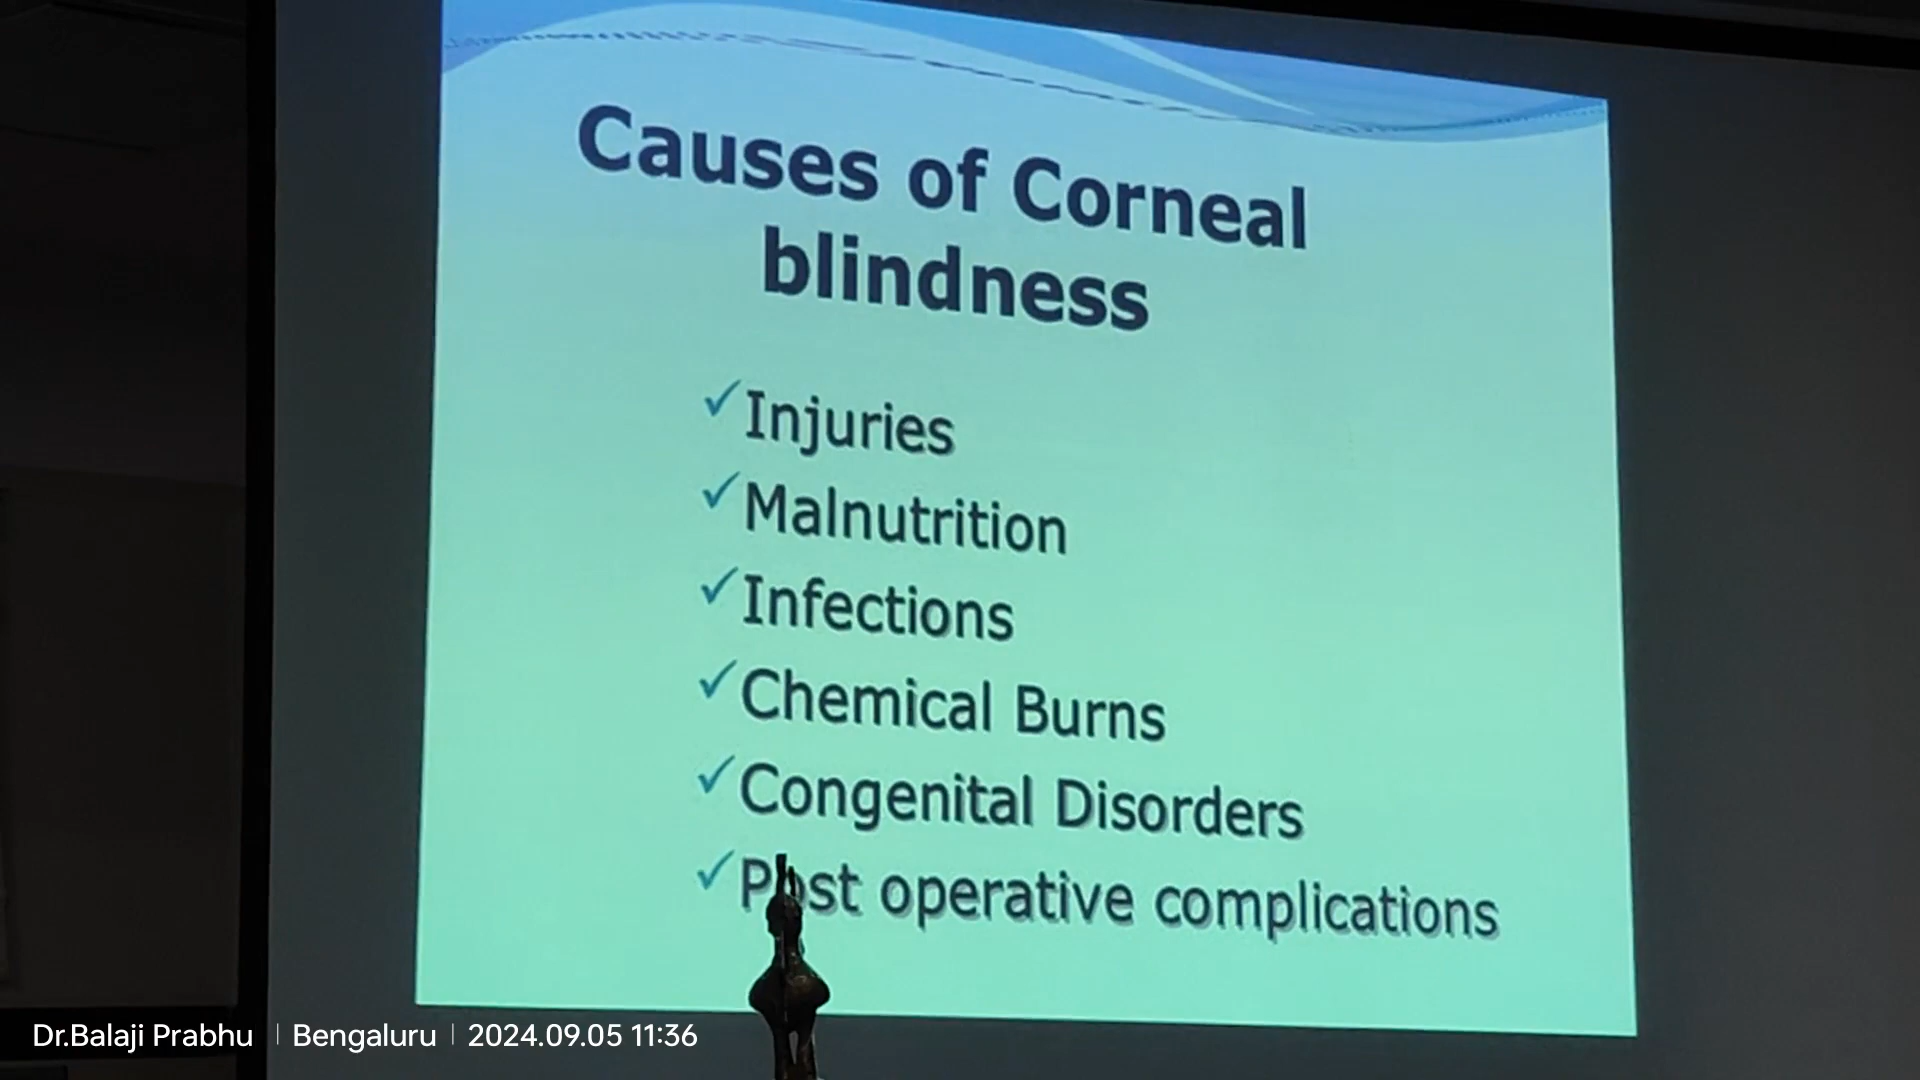 Causes of Corneal
blindness
✓Injuries
✓Malnutrition
✓Infections
✓Chemical Burns
✓Congenital Disorders
✓Post operative complications
Dr.Balaji Prabhu | Bengaluru | 2024.09.05 11:36